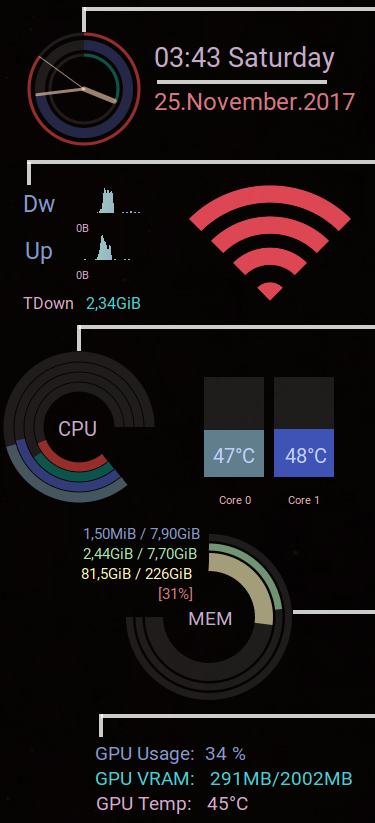 03:43 Saturday
25.November.2017
Dw
0B
Up
0B
TDown 2,34GiB
CPU
47°C 48°C
Core 0 Core 1
1,50MiB / 7,90GiB
2,44GiB / 7,70GiB
81,5GiB / 226GiB
[31%]
MEM
GPU Usage: 34 %
GPU VRAM: 291MB/2002MB
GPU Temp: 45°C